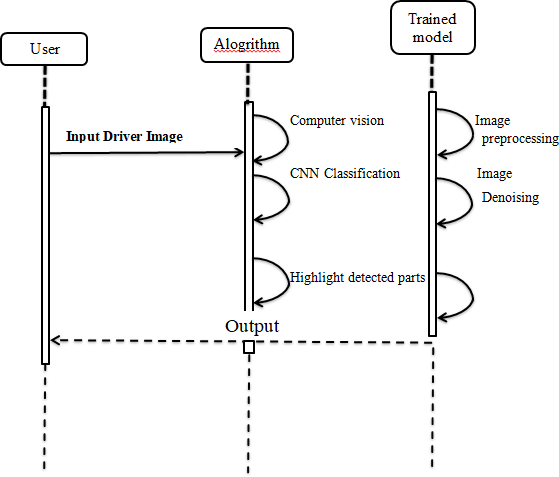 User
Alogrithm
Trained
model
Input Driver Image
Computer vision
Image
preprocessing
CNN Classification
Image
Denoising
Highlight detected parts
Output